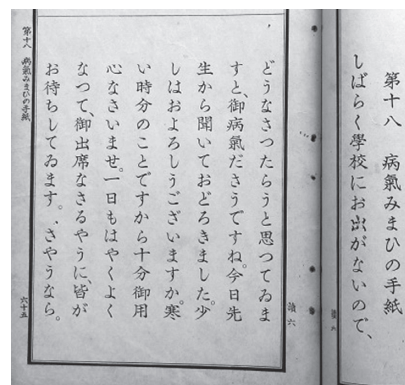 第十八　病氣みまひの手紙
しばらく學校にお出がないので、
讀六
どうなさつたらうと思つてゐま
すと、御病氣ださうですね。今日先
生から聞いておどろきました。少
しはおよろしうございますか。寒
い時分のことですから十分御用
心なさいませ。一日もはやくよく
なつて、御出席なさるやうに、皆が
お待ちしてゐます。さやうなら。
第十八　病氣みまひの手紙
六十五